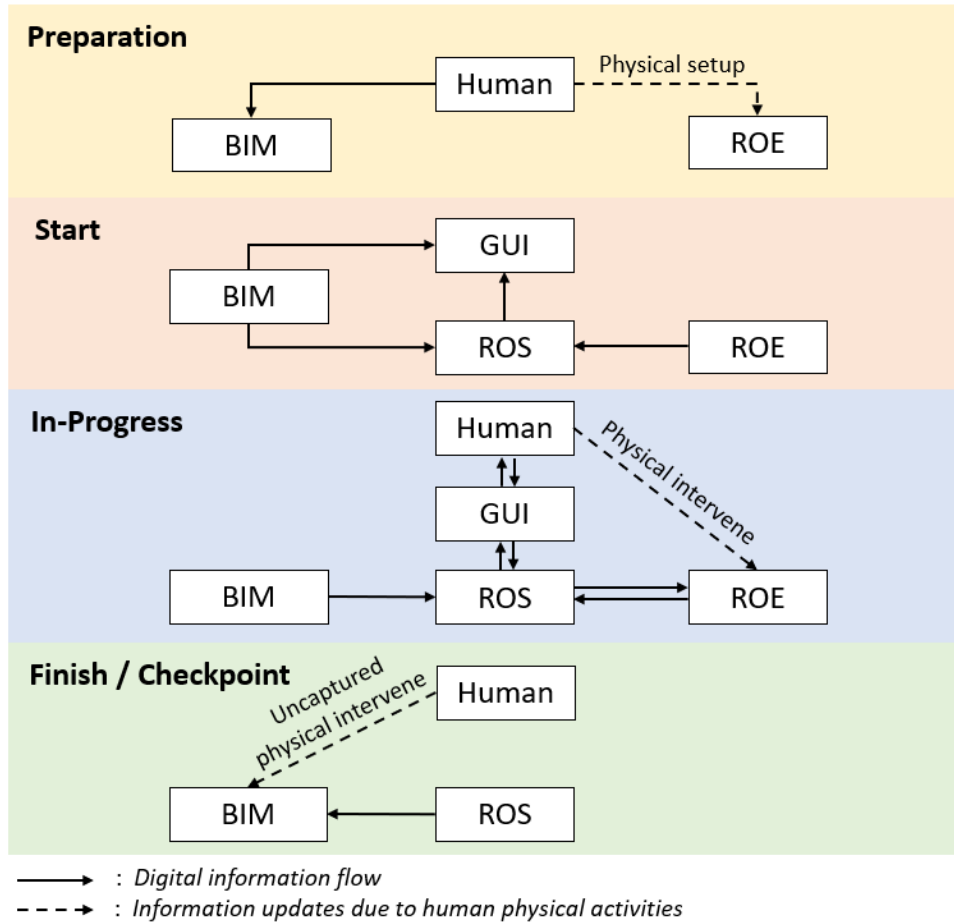 Preparation
Human
Physical setup
BIM
ROE
Start
GUI
BIM
ROS
ROE
In-Progress
Human
Physical intervene
GUI
BIM
ROS
ROE
Finish / Checkpoint
Uncaptured
physical intervene
Human
BIM
ROS
: Digital information flow
: Information updates due to human physical activities